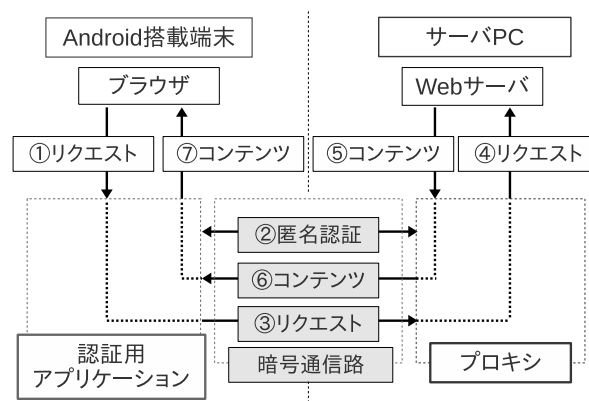 Android搭載端末
サーバPC
ブラウザ
Webサーバ
①リクエスト
⑦コンテンツ
⑤コンテンツ
④リクエスト
②匿名認証
⑥コンテンツ
③リクエスト
認証用
アプリケーション
暗号通信路
プロキシ